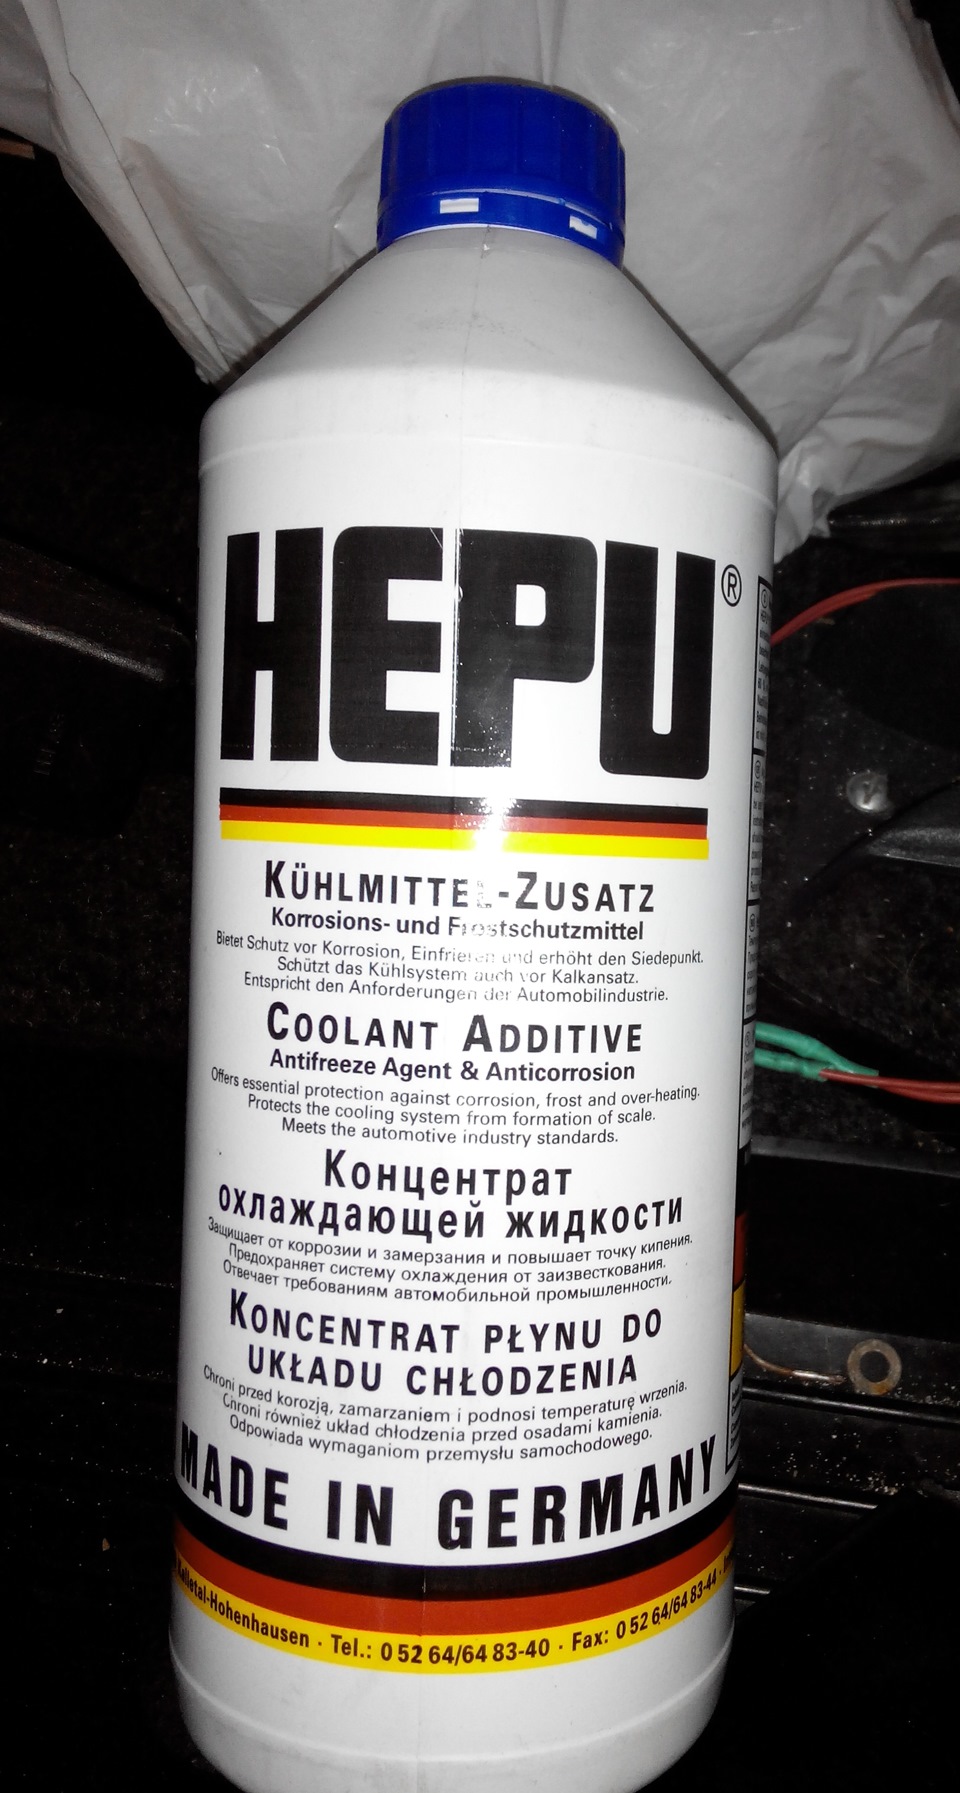 HEPU®
KÜHLMITTEL-ZUSATZ
Korrosions- und Frostschutzmittel
Bietet Schutz vor Korrosion, Einfrieren und erhöht den Siedepunkt.
Schützt das Kühlsystem auch vor Kalkansatz.
Entspricht den Anforderungen der Automobilindustrie.
COOLANT ADDITIVE
Antifreeze Agent & Anticorrosion
Offers essential protection against corrosion, frost and over-heating.
Protects the cooling system from formation of scale.
Meets the automotive industry standards.
Концентрат
охлаждающей жидкости
Защищает от коррозии и замерзания и повышает точку кипения.
Предохраняет систему охлаждения от заизвесткования.
Отвечает требованиям автомобильной промышленности.
KONCENTRAT PŁYNU DO
UKŁADU CHŁODZENIA
Chroni przed korozją, zamarzaniem i podnosi temperaturę wrzenia.
Chroni również układ chłodzenia przed osadami kamienia.
Odpowiada wymaganiom przemysłu samochodowego.
MADE IN GERMANY
Kalletal-Hohenhausen · Tel.: 0 52 64/64 83-40 · Fax: 0 52 64/64 83-44 ·